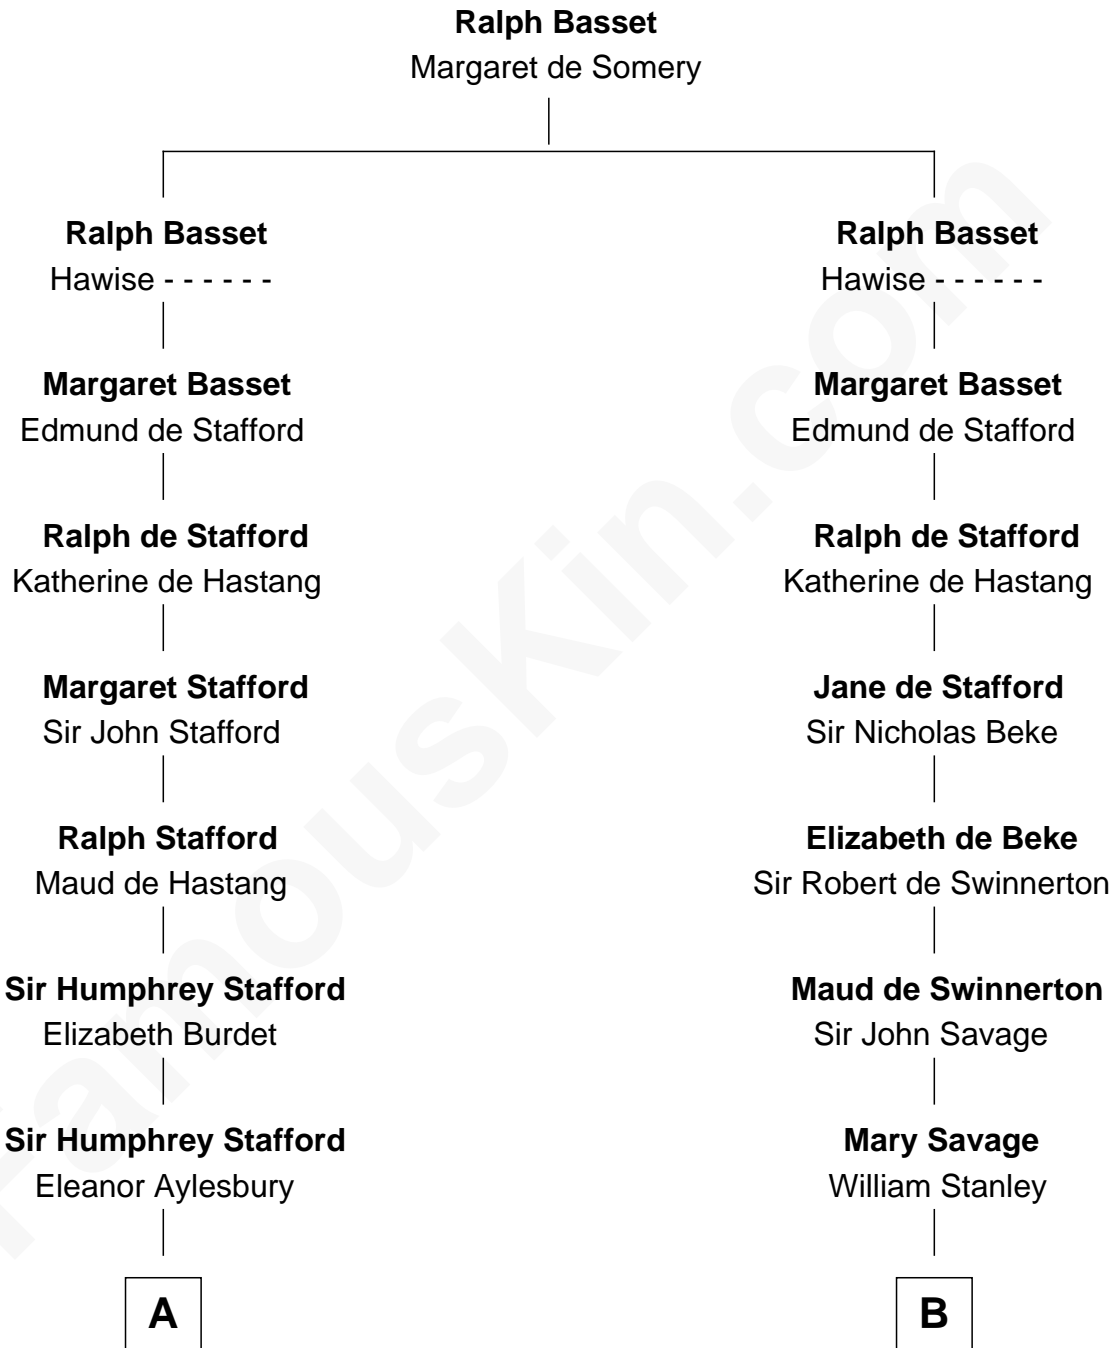 Ralph Basset
Margaret de Somery
Ralph Basset
Hawise - - - - - -
Margaret Basset
Edmund de Stafford
Ralph de Stafford
Katherine de Hastang
Margaret Stafford
Sir John Stafford
Ralph Stafford
Maud de Hastang
Sir Humphrey Stafford
Elizabeth Burdet
Sir Humphrey Stafford
Eleanor Aylesbury
A
Ralph Basset
Hawise - - - - - -
Margaret Basset
Edmund de Stafford
Ralph de Stafford
Katherine de Hastang
Jane de Stafford
Sir Nicholas Beke
Elizabeth de Beke
Sir Robert de Swinnerton
Maud de Swinnerton
Sir John Savage
Mary Savage
William Stanley
B
FamousKin.com